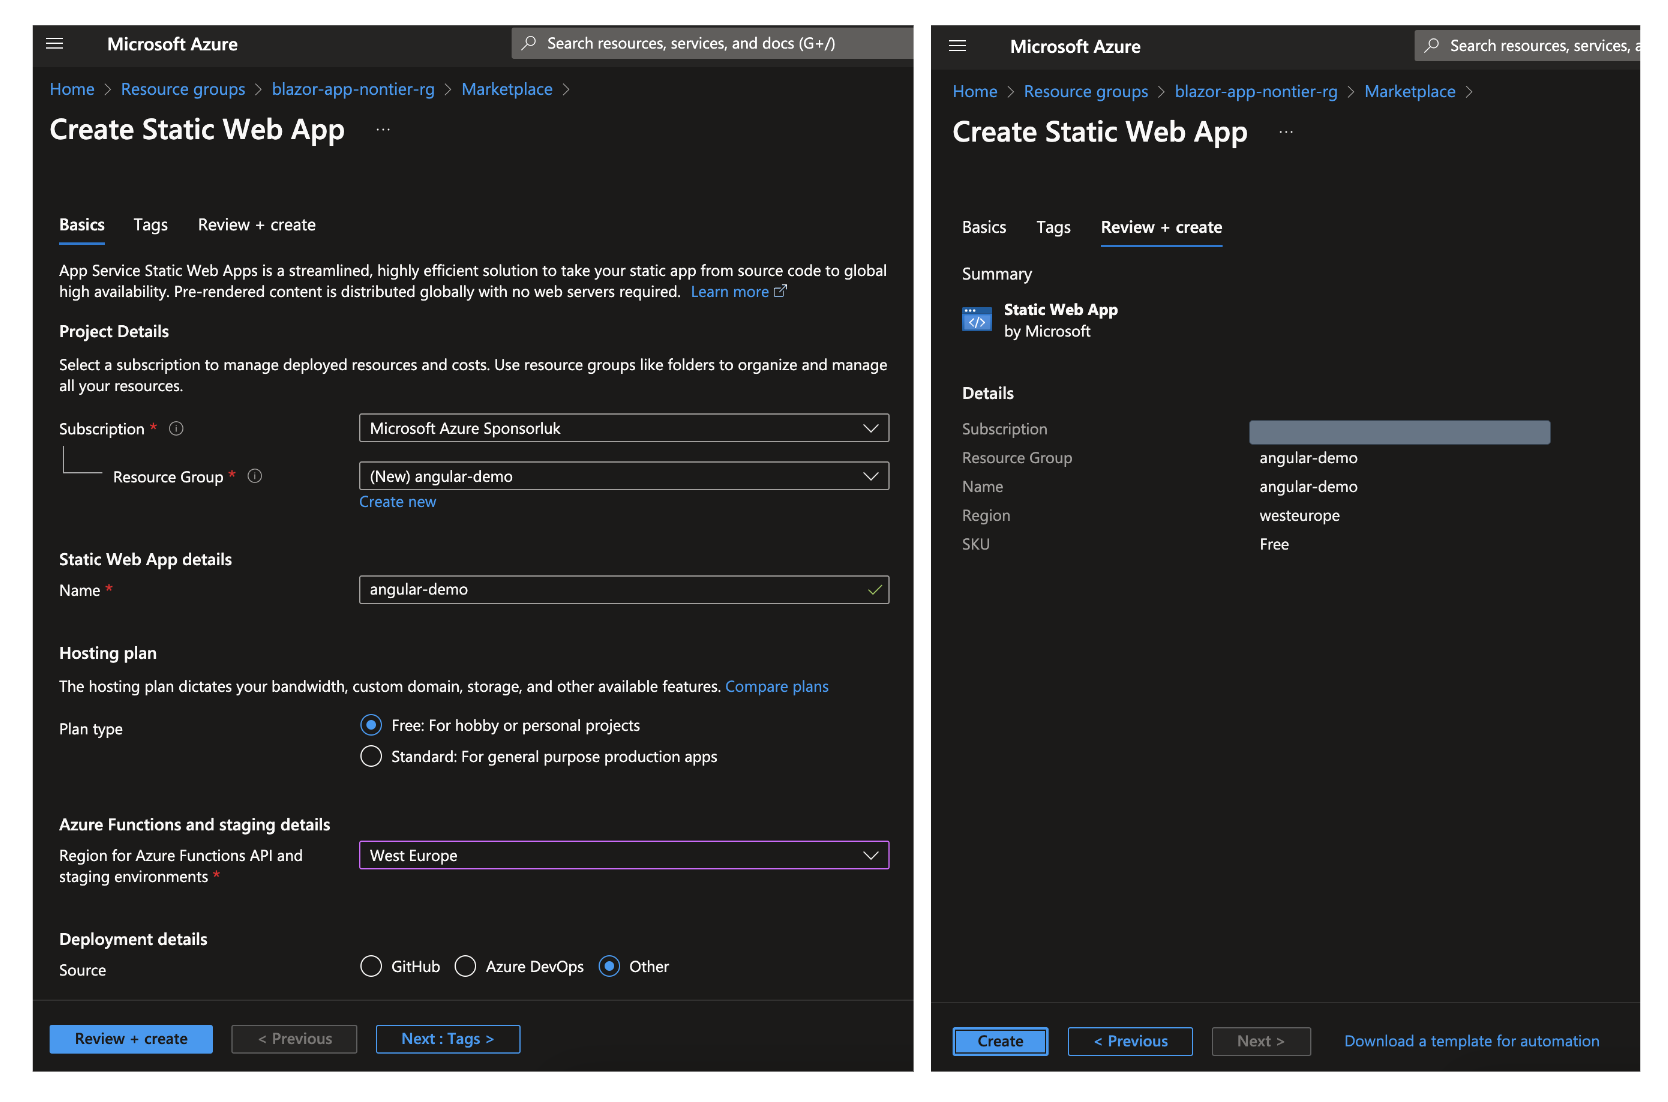 Microsoft Azure
Search resources, services, and docs (G+/)
Home > Resource groups > blazor-app-nontier-rg > Marketplace >
Create Static Web App ...
Basics Tags Review + create
App Service Static Web Apps is a streamlined, highly efficient solution to take your static app from source code to global
high availability. Pre-rendered content is distributed globally with no web servers required. Learn more
Project Details
Select a subscription to manage deployed resources and costs. Use resource groups like folders to organize and manage
all your resources.
Subscription *
Microsoft Azure Sponsorluk
Resource Group *
(New) angular-demo
Create new
Static Web App details
Name *
angular-demo
Hosting plan
The hosting plan dictates your bandwidth, custom domain, storage, and other available features. Compare plans
Plan type
Free: For hobby or personal projects
Standard: For general purpose production apps
Azure Functions and staging details
Region for Azure Functions API and
staging environments *
West Europe
Deployment details
Source
GitHub Azure DevOps Other
Review + create < Previous Next : Tags >
Microsoft Azure
Search resources, services, a
Home > Resource groups > blazor-app-nontier-rg > Marketplace >
Create Static Web App ...
Basics Tags Review + create
Summary
Static Web App
by Microsoft
Details
Subscription
Resource Group angular-demo
Name angular-demo
Region westeurope
SKU Free
Create < Previous Next > Download a template for automation